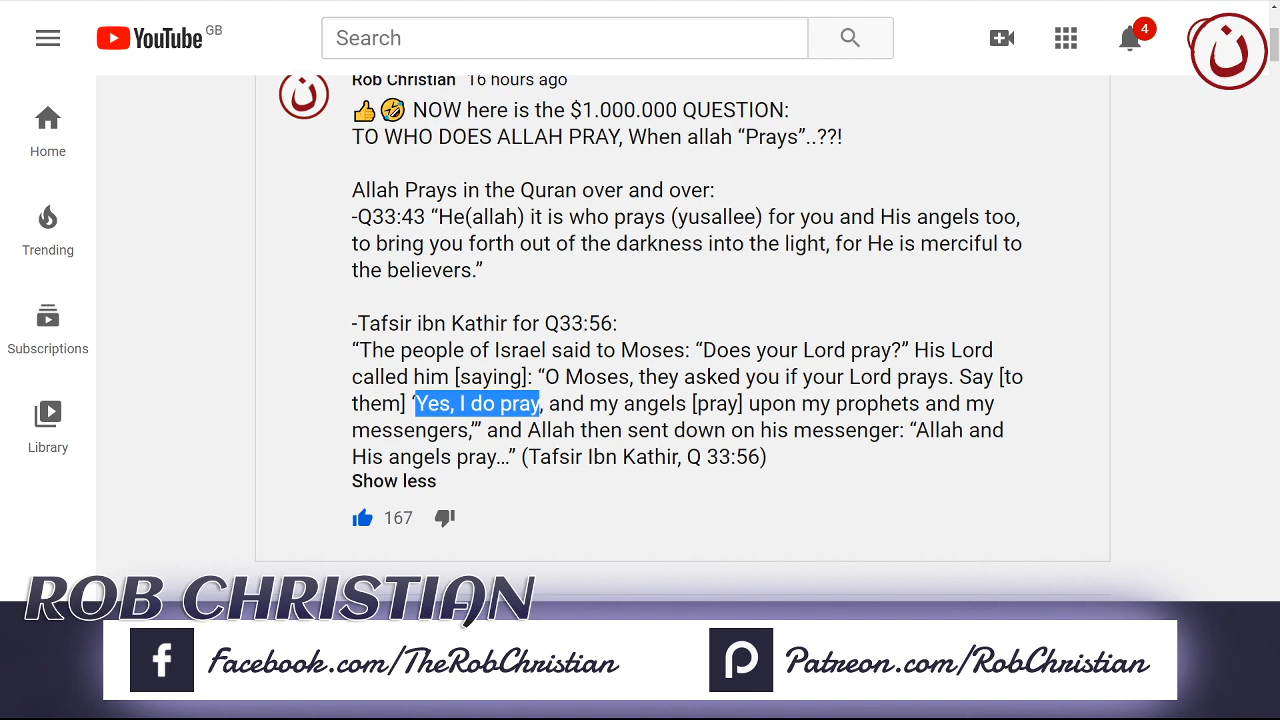 YouTube GB
Search
4
ن
Home
Trending
Subscriptions
Library
ن
Rob Christian 16 hours ago
👍🤣 NOW here is the $1.000.000 QUESTION:
TO WHO DOES ALLAH PRAY, When allah “Prays”..??!
Allah Prays in the Quran over and over:
-Q33:43 “He(allah) it is who prays (yusallee) for you and His angels too,
to bring you forth out of the darkness into the light, for He is merciful to
the believers.”
-Tafsir ibn Kathir for Q33:56:
“The people of Israel said to Moses: “Does your Lord pray?” His Lord
called him [saying]: “O Moses, they asked you if your Lord prays. Say [to
them] ‘Yes, I do pray, and my angels [pray] upon my prophets and my
messengers,’” and Allah then sent down on his messenger: “Allah and
His angels pray…” (Tafsir Ibn Kathir, Q 33:56)
Show less
167
ROB CHRISTIAN
Facebook.com/TheRobChristian
Patreon.com/RobChristian